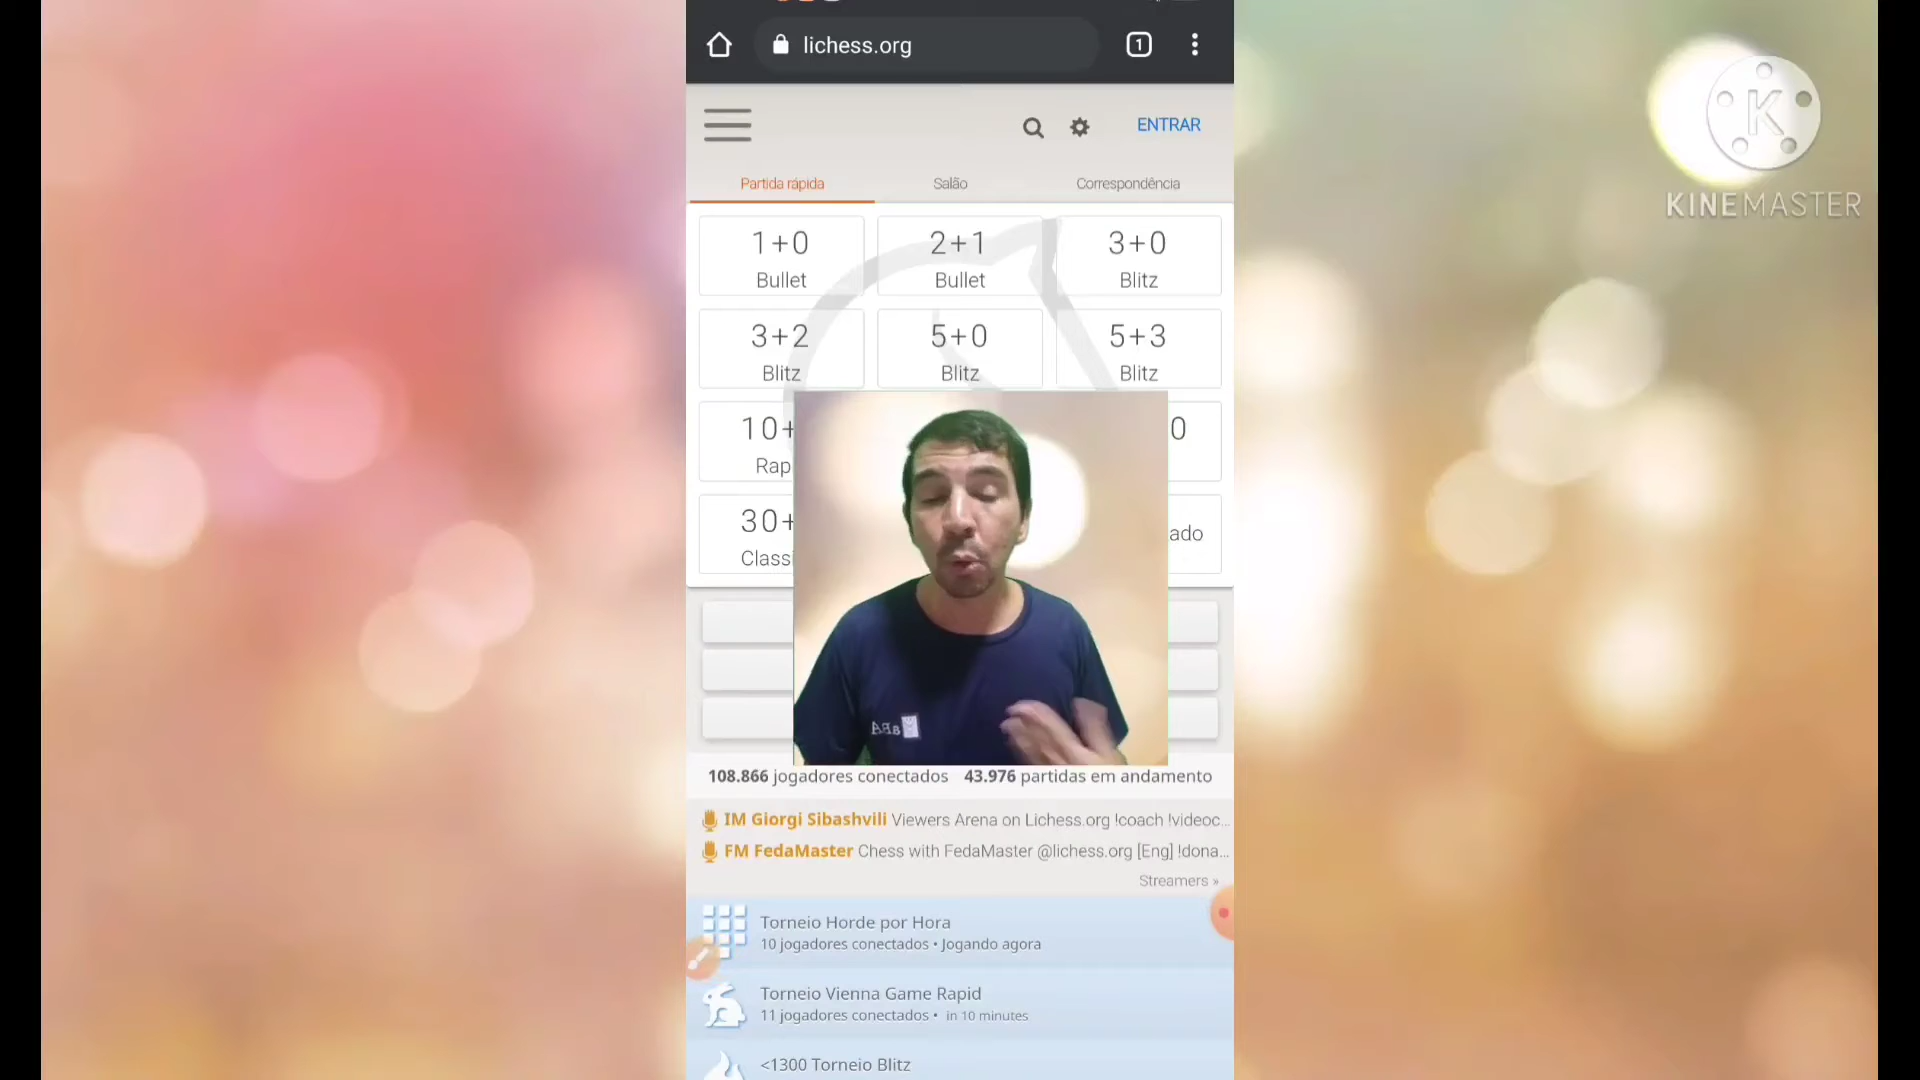 lichess.org
1
ENTRAR
Partida rápida Salão Correspondência
1+0 2+1 3+0
Bullet Bullet Blitz
3+2 5+0 5+3
Blitz Blitz Blitz
10+ 0
Rap
30+
Classi ado
108.866 jogadores conectados 43.976 partidas em andamento
IM Giorgi Sibashvili Viewers Arena on Lichess.org !coach !videoc...
FM FedaMaster Chess with FedaMaster @lichess.org [Eng] !dona...
Streamers »
Torneio Horde por Hora
10 jogadores conectados • Jogando agora
Torneio Vienna Game Rapid
11 jogadores conectados • in 10 minutes
<1300 Torneio Blitz
K
KINEMASTER